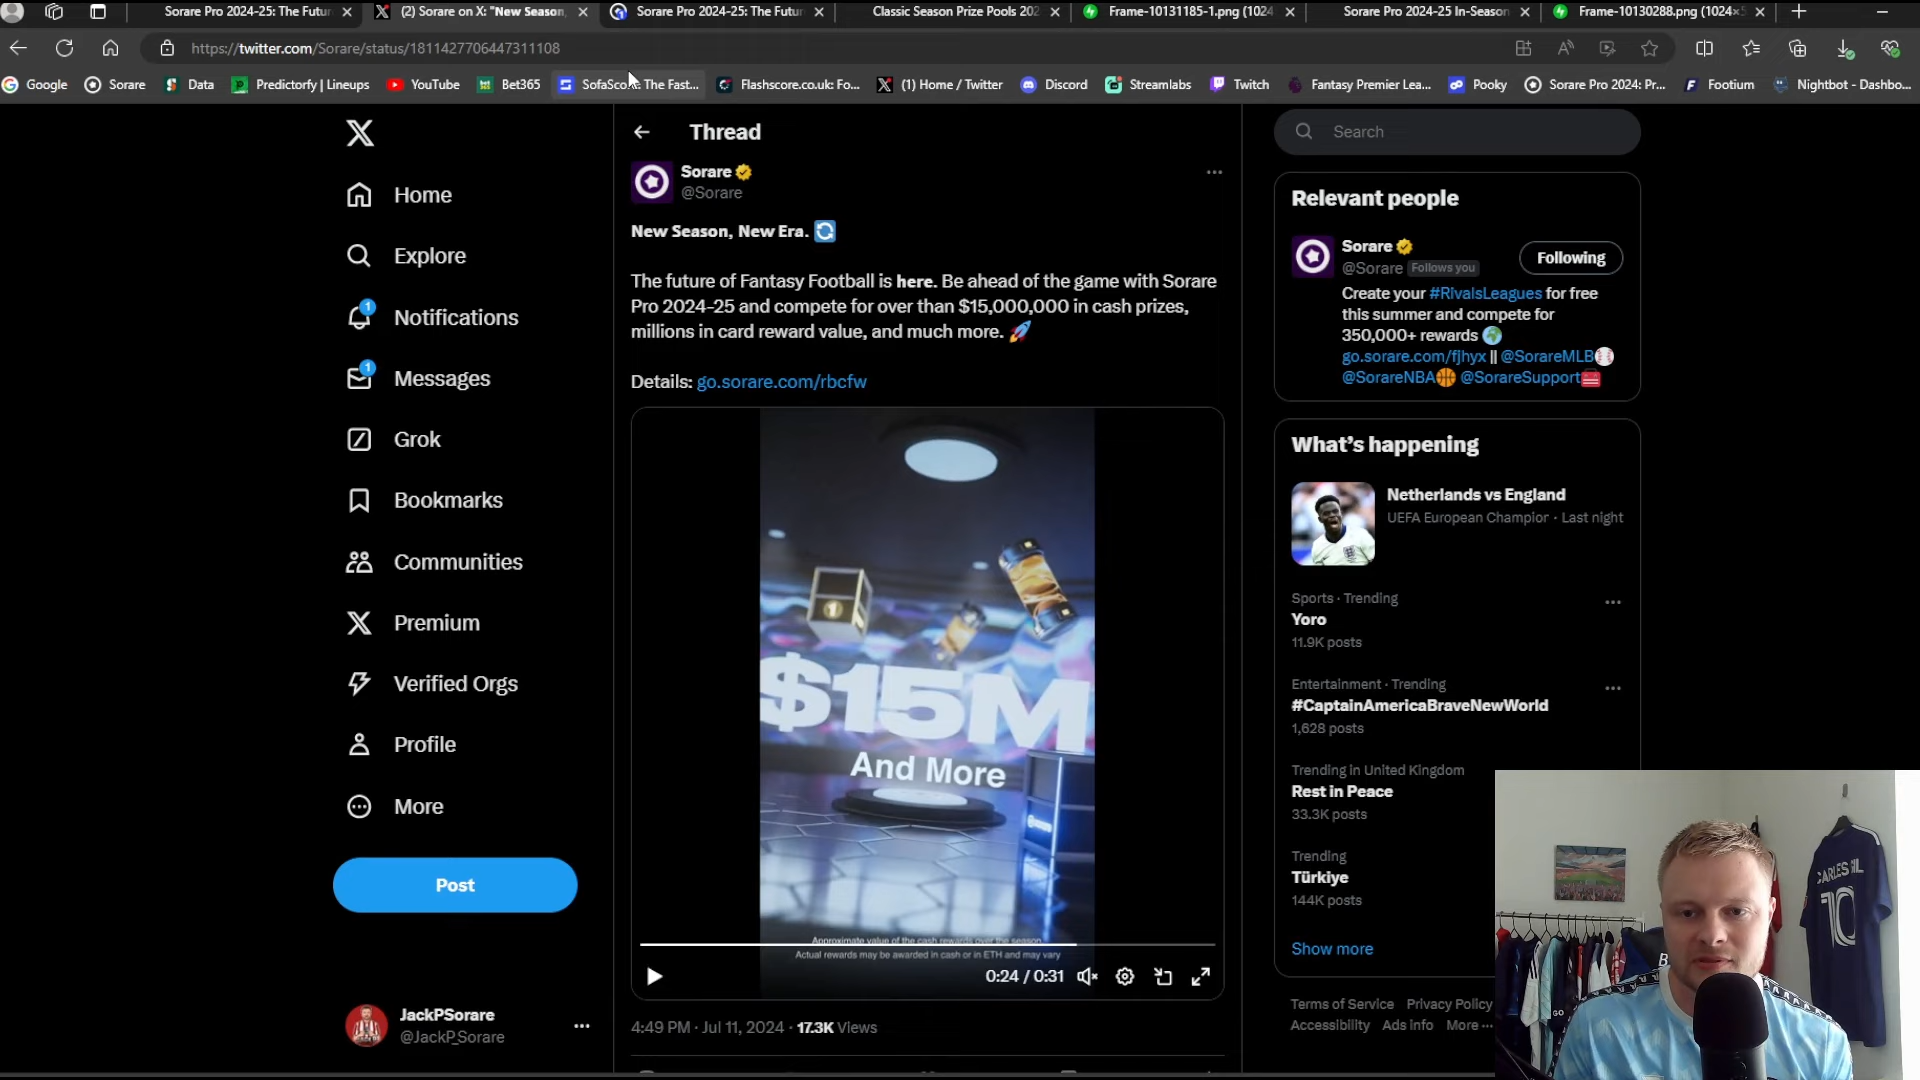 Sorare Pro 2024-25: The Futur
(2) Sorare on X: "New Season,
Sorare Pro 2024-25: The Futur
Classic Season Prize Pools 202
Frame-10131185-1.png (1024
Sorare Pro 2024-25 In-Season
Frame-10130288.png (1024×5
https://twitter.com/Sorare/status/1811427706447311108
Google
Sorare
Data
Predictorfy | Lineups
YouTube
Bet365
SofaSco The Fast...
Flashscore.co.uk: Fo...
(1) Home / Twitter
Discord
Streamlabs
Twitch
Fantasy Premier Lea...
Pooky
Sorare Pro 2024: Pr...
Footium
Nightbot - Dashbo...
Home
Explore
1
Notifications
1
Messages
Grok
Bookmarks
Communities
Premium
Verified Orgs
Profile
More
Post
JackPSorare
@JackP_Sorare
Thread
Sorare
@Sorare
New Season, New Era.
The future of Fantasy Football is here. Be ahead of the game with Sorare
Pro 2024-25 and compete for over than $15,000,000 in cash prizes,
millions in card reward value, and much more.
Details: go.sorare.com/rbcfw
$15M
And More
Approximate value of the cash rewards over the season.
Actual rewards may be awarded in cash or in ETH and may vary
0:24 / 0:31
4:49 PM · Jul 11, 2024 · 17.3K Views
Search
Relevant people
Sorare
@Sorare Follows you
Following
Create your #RivalsLeagues for free
this summer and compete for
350,000+ rewards
go.sorare.com/fjhyx || @SorareMLB
@SorareNBA @SorareSupport
What's happening
Netherlands vs England
UEFA European Champior · Last night
Sports · Trending
Yoro
11.9K posts
Entertainment · Trending
#CaptainAmericaBraveNewWorld
1,628 posts
Trending in United Kingdom
Rest in Peace
33.3K posts
Trending
Türkiye
144K posts
Show more
Terms of Service Privacy Policy
Accessibility Ads info More ...
CARLES GIL
10